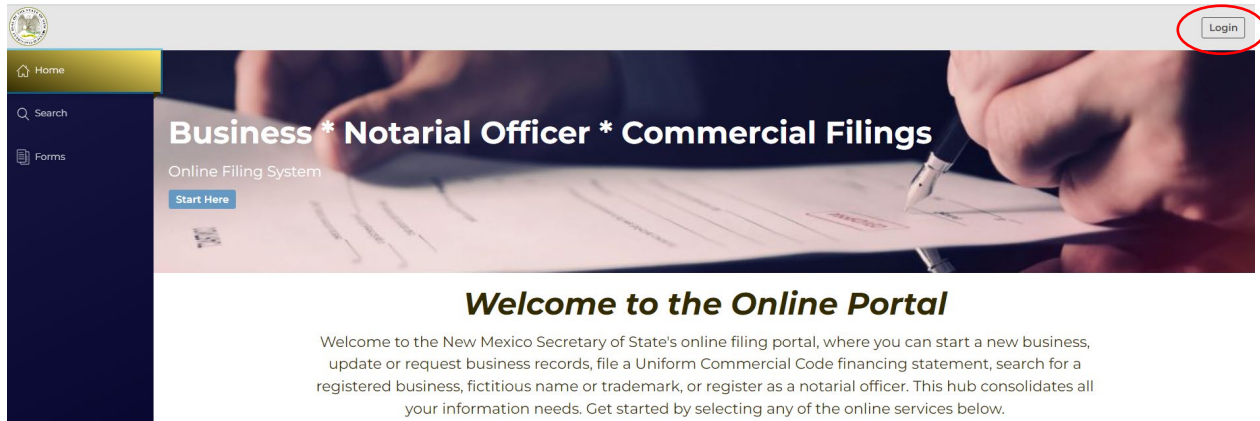 Login
Home
Search
Forms
Business * Notarial Officer * Commercial Filings
Online Filing System
Start Here
Welcome to the Online Portal
Welcome to the New Mexico Secretary of State's online filing portal, where you can start a new business,
update or request business records, file a Uniform Commercial Code financing statement, search for a
registered business, fictitious name or trademark, or register as a notarial officer. This hub consolidates all
your information needs. Get started by selecting any of the online services below.